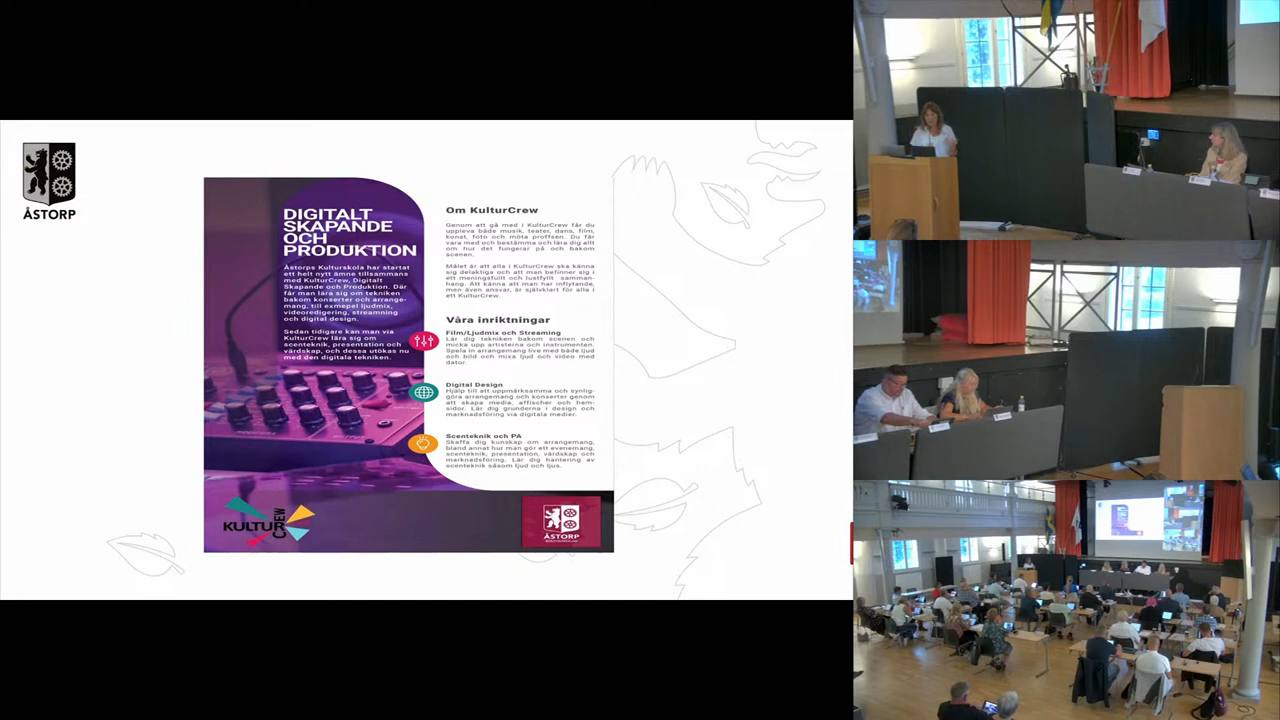 ÅSTORP
DIGITALT
SKAPANDE
OCH
PRODUKTION
Åstorps Kulturskola har startat
ett helt nytt ämne tillsammans
med KulturCrew, Digitalt
Skapande och Produktion. Där
får man lära sig om tekniken
bakom konserter och arrange-
mang, till exmepel ljudmix,
videoredigering, streaming
och digital design.
Sedan tidigare kan man via
KulturCrew lära sig om
scenteknik, presentation och
värdskap, och dessa utökas nu
med den digitala tekniken.
Om KulturCrew
Genom att gå med i KulturCrew får du
uppleva både musik, teater, dans, film,
konst, foto och möta proffsen. Du får
vara med och bestämma och lära dig allt
om hur det fungerar på och bakom
scenen.
Målet är att alla i KulturCrew ska känna
sig delaktiga och att man befinner sig i
ett meningsfullt och lustfyllt samman-
hang. Att känna att man har inflytande,
men även ansvar, är självklart för alla i
ett KulturCrew.
Våra inriktningar
Film/Ljudmix och Streaming
Lär dig tekniken bakom scenen och
micka upp artisterna och instrumenten.
Spela in arrangemang live med både ljud
och bild och mixa ljud och video med
dator.
Digital Design
Hjälp till att uppmärksamma och synlig-
göra arrangemang och konserter genom
att skapa media, affischer och hem-
sidor. Lär dig grunderna i design och
marknadsföring via digitala medier.
Scenteknik och PA
Skaffa dig kunskap om arrangemang,
bland annat hur man gör ett evenemang,
scenteknik, presentation, värdskap och
marknadsföring. Lär dig hantering av
scenteknik såsom ljud och ljus.
KULTUR
CREW
ÅSTORP